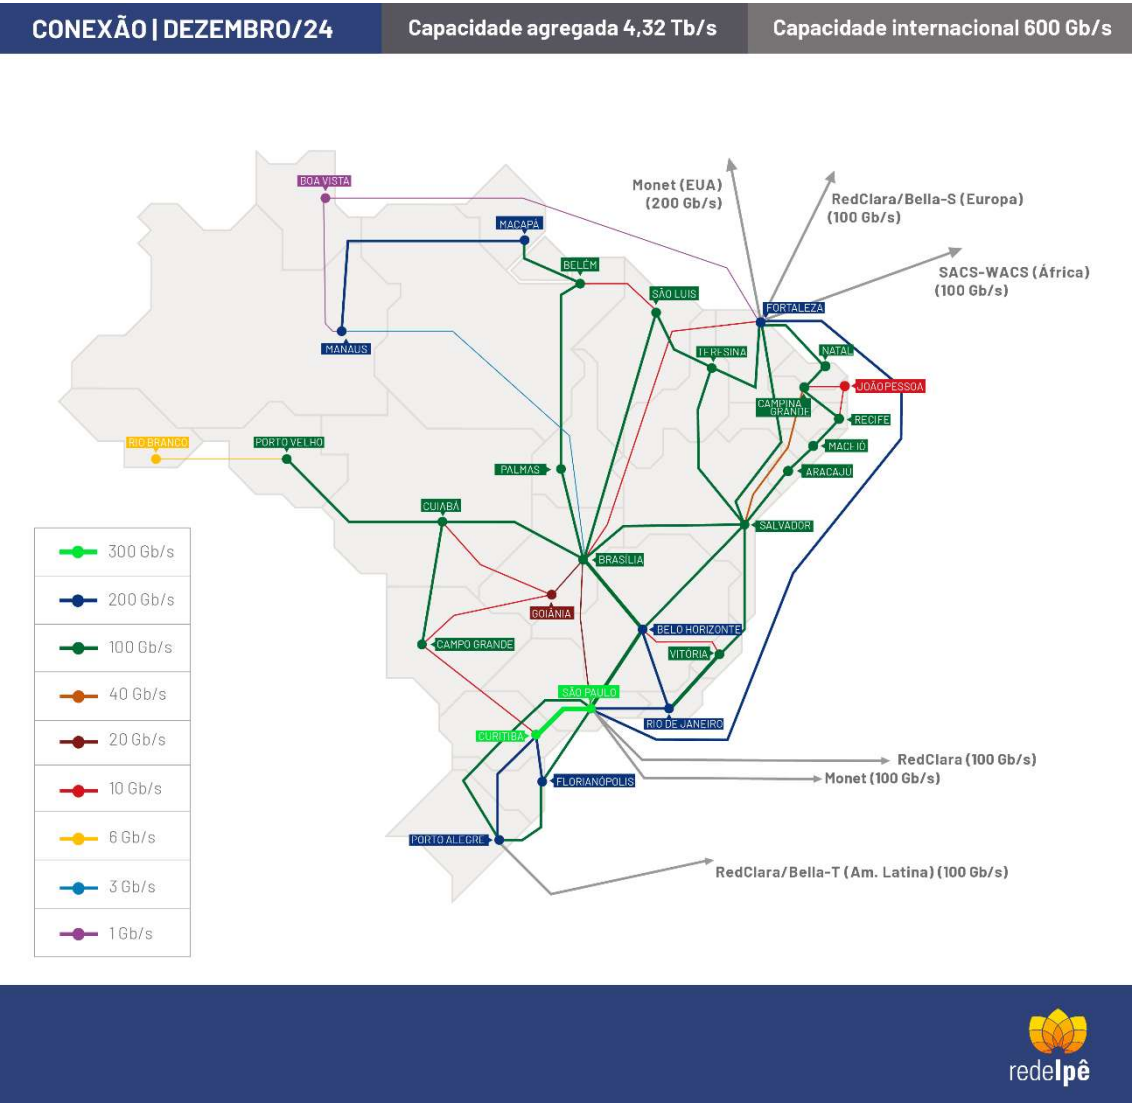 CONEXÃO | DEZEMBRO/24
Capacidade agregada 4,32 Tb/s
Capacidade internacional 600 Gb/s
Monet (EUA)
(200 Gb/s)
RedClara/Bella-S (Europa)
(100 Gb/s)
SACS-WACS (África)
(100 Gb/s)
BOA VISTA
MACAPÁ
BELÉM
SÃO LUIS
FORTALEZA
MANAUS
TERESINA
NATAL
JOÃO PESSOA
CAMPINA
GRANDE
RECIFE
RIO BRANCO
PORTO VELHO
MACEIÓ
PALMAS
ARACAJÚ
CUIABÁ
SALVADOR
BRASÍLIA
GOIÂNIA
BELO HORIZONTE
CAMPO GRANDE
VITÓRIA
SÃO PAULO
RIO DE JANEIRO
CURITIBA
FLORIANÓPOLIS
PORTO ALEGRE
RedClara (100 Gb/s)
Monet (100 Gb/s)
RedClara/Bella-T (Am. Latina) (100 Gb/s)
300 Gb/s
200 Gb/s
100 Gb/s
40 Gb/s
20 Gb/s
10 Gb/s
6 Gb/s
3 Gb/s
1 Gb/s
redeIpê